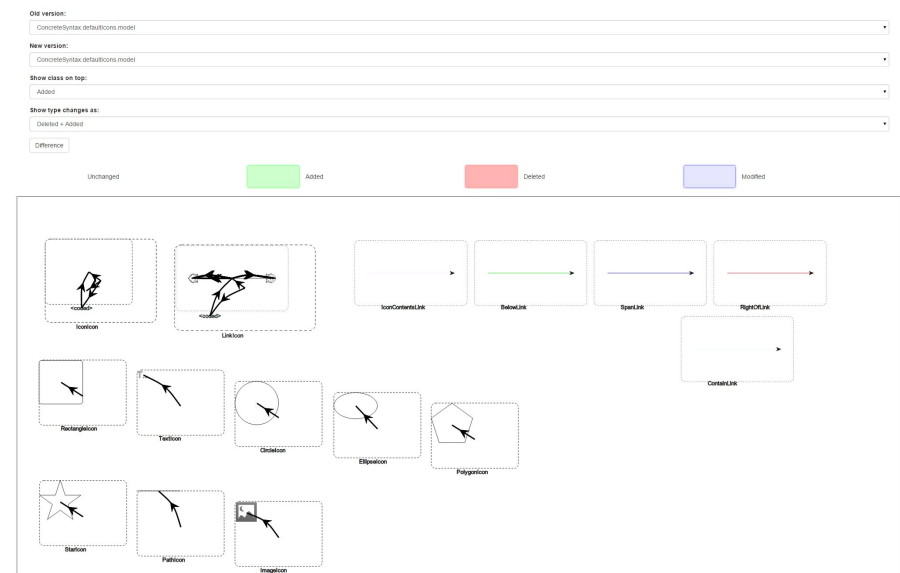 Old version:
ConcreteSyntax.defaultIcons.model
New version:
ConcreteSyntax.defaultIcons.model
Show class on top:
Added
Show type changes as:
Deleted + Added
Difference
Unchanged Added Deleted Modified
<coded>
IconIcon
<coded>
LinkIcon
IconContentsLink BelowLink SpanLink RightOfLink
ContainLink
RectangleIcon
T
TextIcon
CircleIcon
EllipseIcon
PolygonIcon
StarIcon
PathIcon
ImageIcon